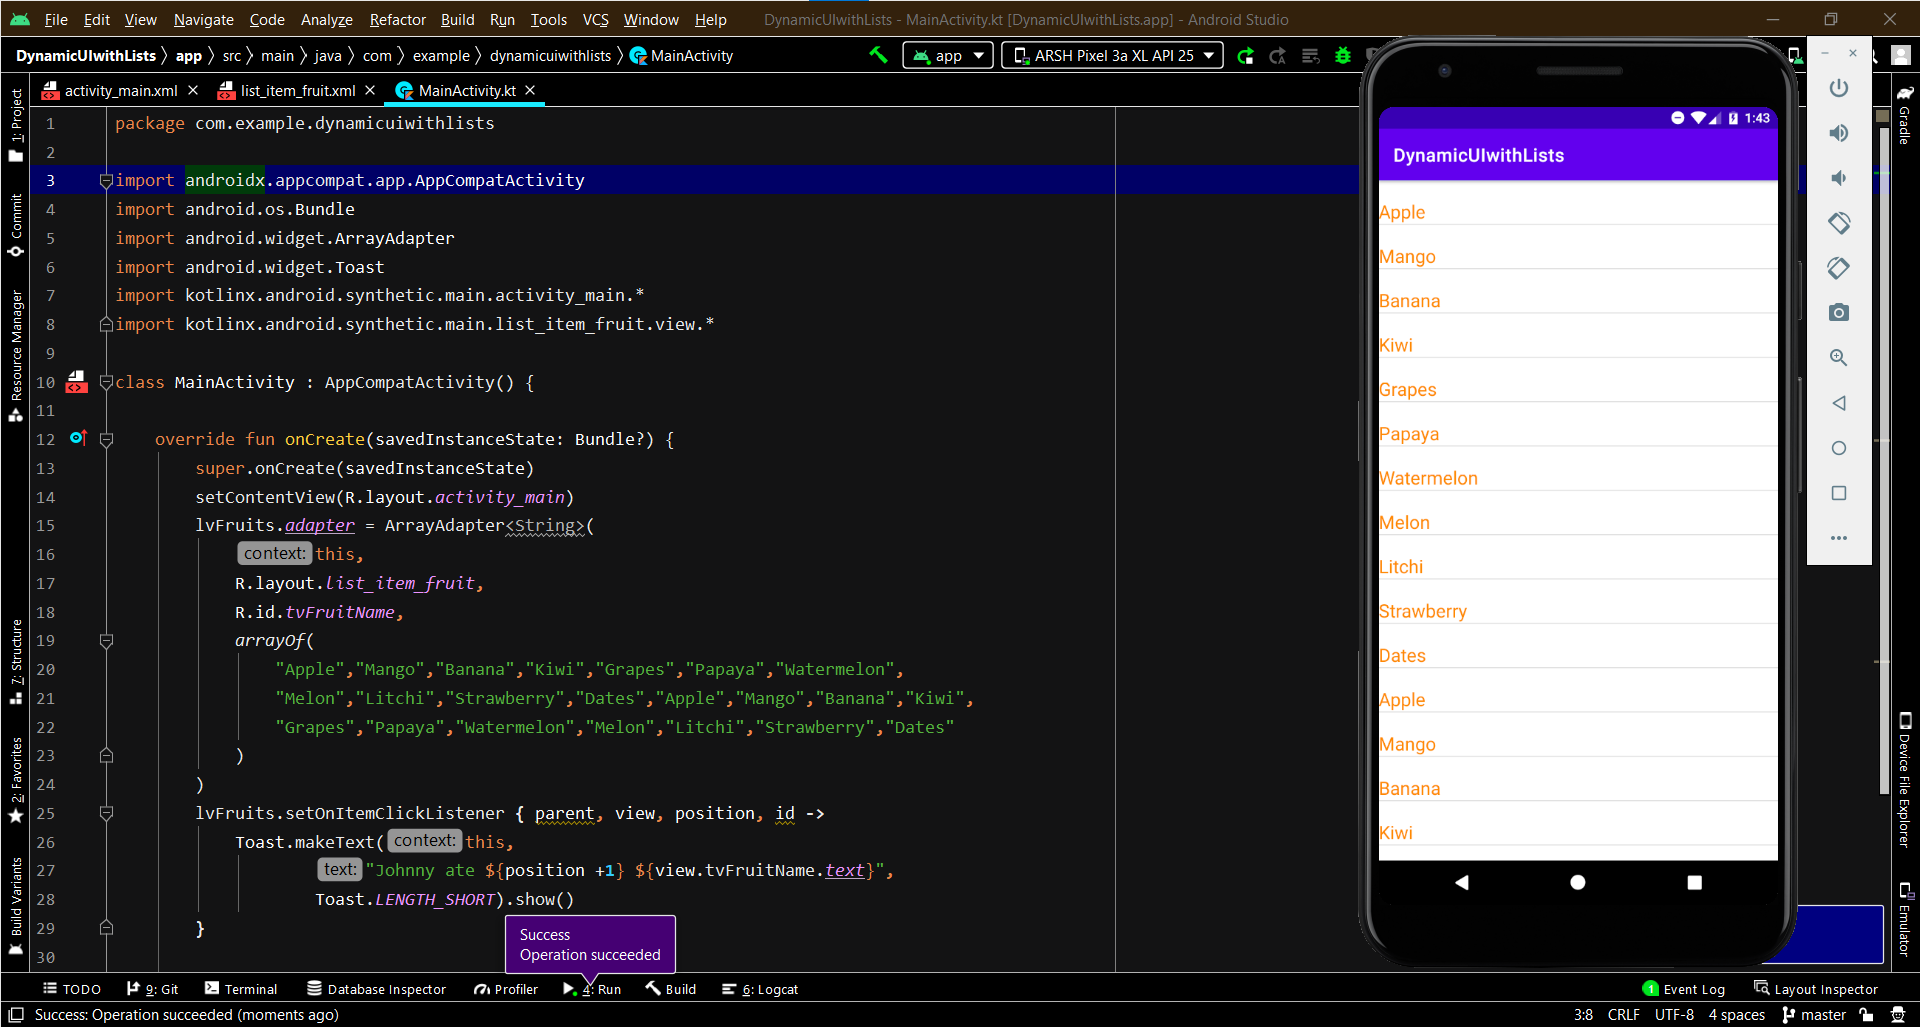 File Edit View Navigate Code Analyze Refactor Build Run Tools VCS Window Help DynamicUIwithLists - MainActivity.kt [DynamicUIwithLists.app] - Android Studio
DynamicUIwithLists app src main java com example dynamicuiwithlists MainActivity app ARSH Pixel 3a XL API 25
activity_main.xml list_item_fruit.xml MainActivity.kt
1: Project
Commit
Resource Manager
7: Structure
2: Favorites
Build Variants
1 package com.example.dynamicuiwithlists
2
3 import androidx.appcompat.app.AppCompatActivity
4 import android.os.Bundle
5 import android.widget.ArrayAdapter
6 import android.widget.Toast
7 import kotlinx.android.synthetic.main.activity_main.*
8 import kotlinx.android.synthetic.main.list_item_fruit.view.*
9
10 class MainActivity : AppCompatActivity() {
11
12 override fun onCreate(savedInstanceState: Bundle?) {
13 super.onCreate(savedInstanceState)
14 setContentView(R.layout.activity_main)
15 lvFruits.adapter = ArrayAdapter<String>(
16 context: this,
17 R.layout.list_item_fruit,
18 R.id.tvFruitName,
19 arrayOf(
20 "Apple","Mango","Banana","Kiwi","Grapes","Papaya","Watermelon",
21 "Melon","Litchi","Strawberry","Dates","Apple","Mango","Banana","Kiwi",
22 "Grapes","Papaya","Watermelon","Melon","Litchi","Strawberry","Dates"
23 )
24 )
25 lvFruits.setOnItemClickListener { parent, view, position, id ->
26 Toast.makeText( context: this,
27 text: "Johnny ate ${position +1} ${view.tvFruitName.text}",
28 Toast.LENGTH_SHORT).show()
29 }
30
Success
Operation succeeded
1:43
DynamicUIwithLists
Apple
Mango
Banana
Kiwi
Grapes
Papaya
Watermelon
Melon
Litchi
Strawberry
Dates
Apple
Mango
Banana
Kiwi
Gradle
Device File Explorer
Emulator
TODO 9: Git Terminal Database Inspector Profiler 4: Run Build 6: Logcat 1 Event Log Layout Inspector
Success: Operation succeeded (moments ago) 3:8 CRLF UTF-8 4 spaces master